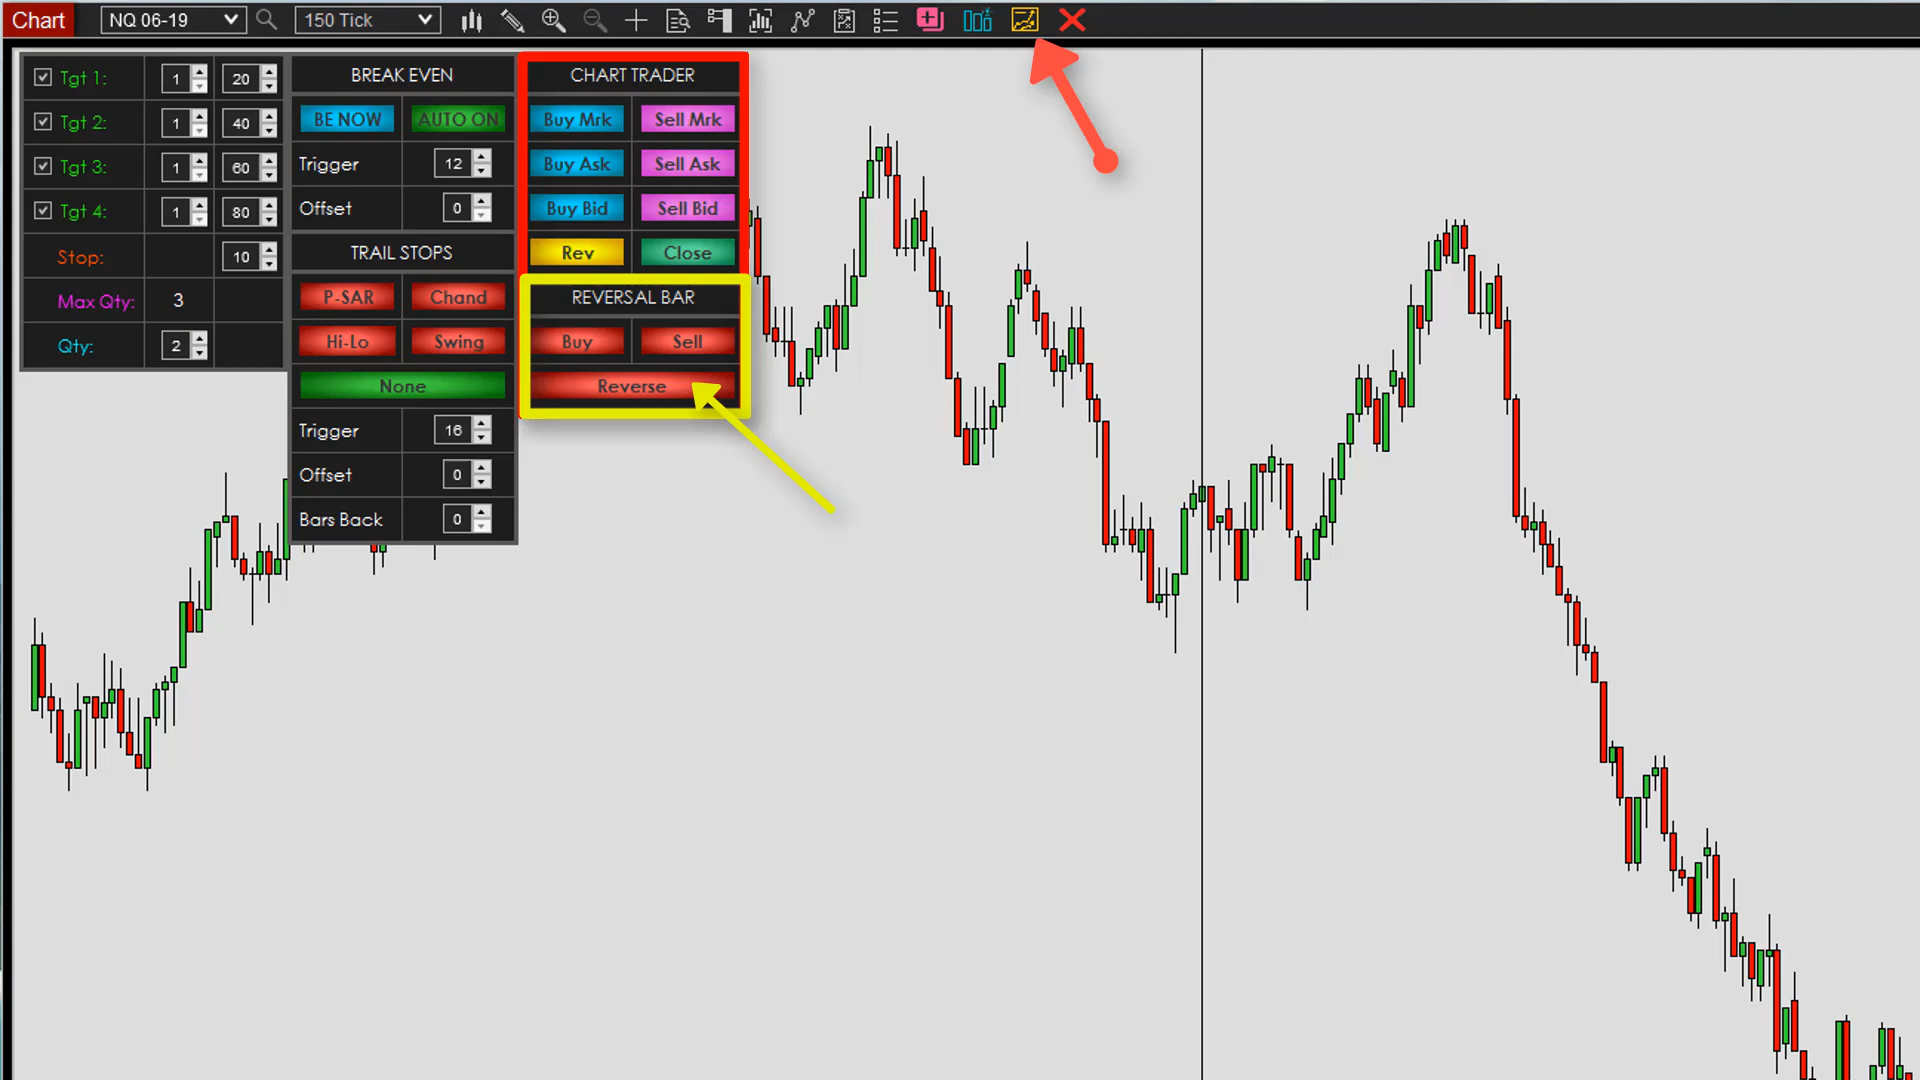 Chart
NQ 06-19
150 Tick
Tgt 1: 1 20
Tgt 2: 1 40
Tgt 3: 1 60
Tgt 4: 1 80
Stop: 10
Max Qty: 3
Qty: 2
BREAK EVEN
BE NOW AUTO ON
Trigger 12
Offset 0
TRAIL STOPS
P-SAR Chand
Hi-Lo Swing
None
Trigger 16
Offset 0
Bars Back 0
CHART TRADER
Buy Mrk Sell Mrk
Buy Ask Sell Ask
Buy Bid Sell Bid
Rev Close
REVERSAL BAR
Buy Sell
Reverse